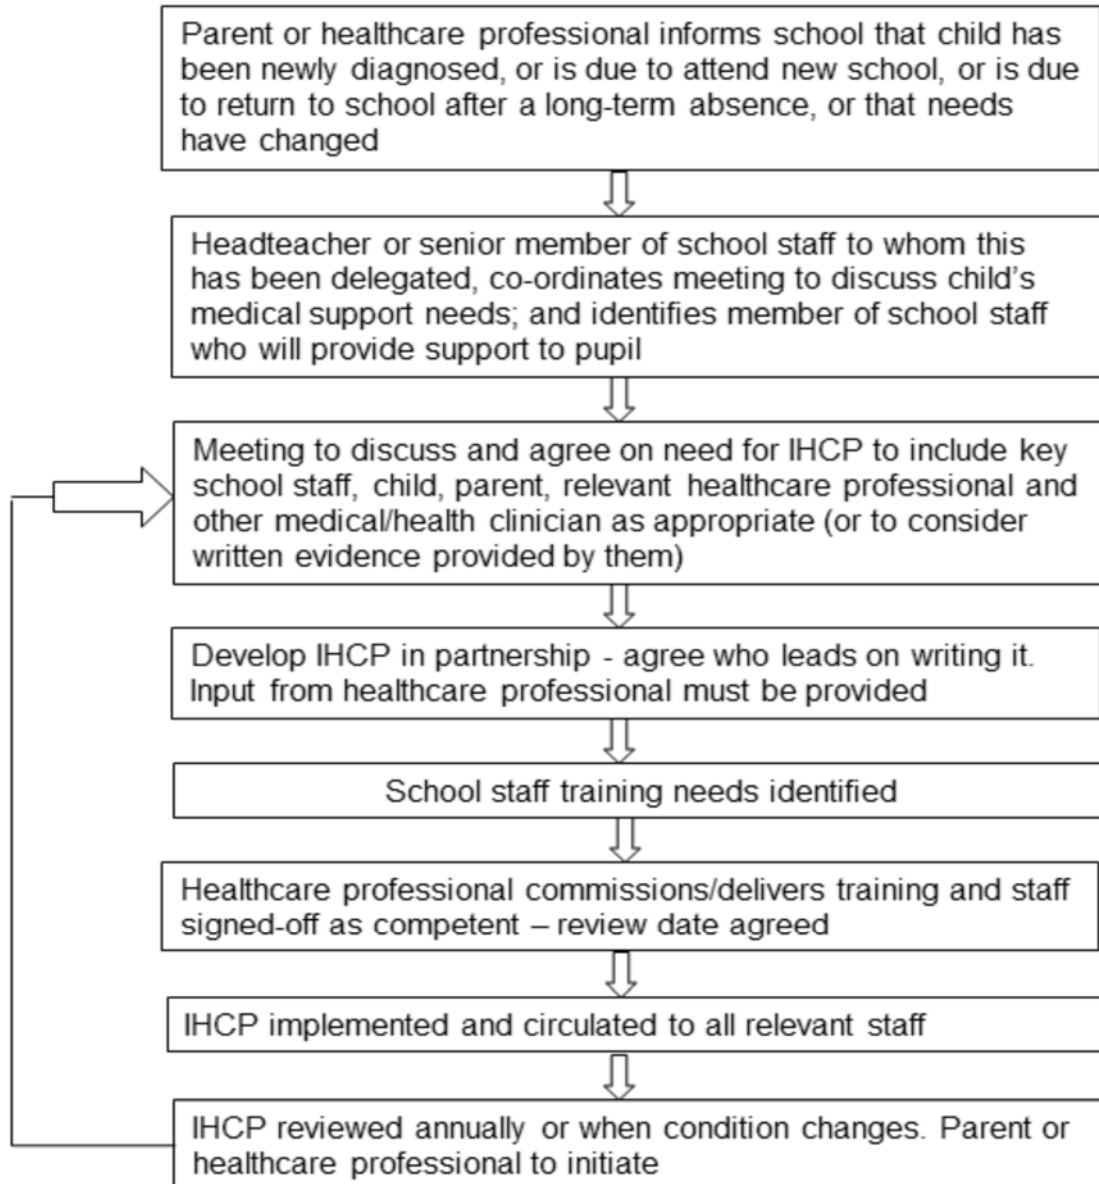 Parent or healthcare professional informs school that child has
been newly diagnosed, or is due to attend new school, or is due
to return to school after a long-term absence, or that needs
have changed
Headteacher or senior member of school staff to whom this
has been delegated, co-ordinates meeting to discuss child's
medical support needs; and identifies member of school staff
who will provide support to pupil
Meeting to discuss and agree on need for IHCP to include key
school staff, child, parent, relevant healthcare professional and
other medical/health clinician as appropriate (or to consider
written evidence provided by them)
Develop IHCP in partnership - agree who leads on writing it.
Input from healthcare professional must be provided
School staff training needs identified
Healthcare professional commissions/delivers training and staff
signed-off as competent – review date agreed
IHCP implemented and circulated to all relevant staff
IHCP reviewed annually or when condition changes. Parent or
healthcare professional to initiate